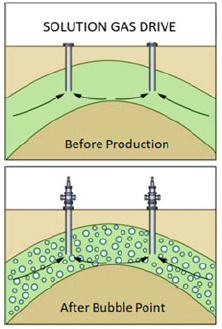 SOLUTION GAS DRIVE
Before Production
After Bubble Point